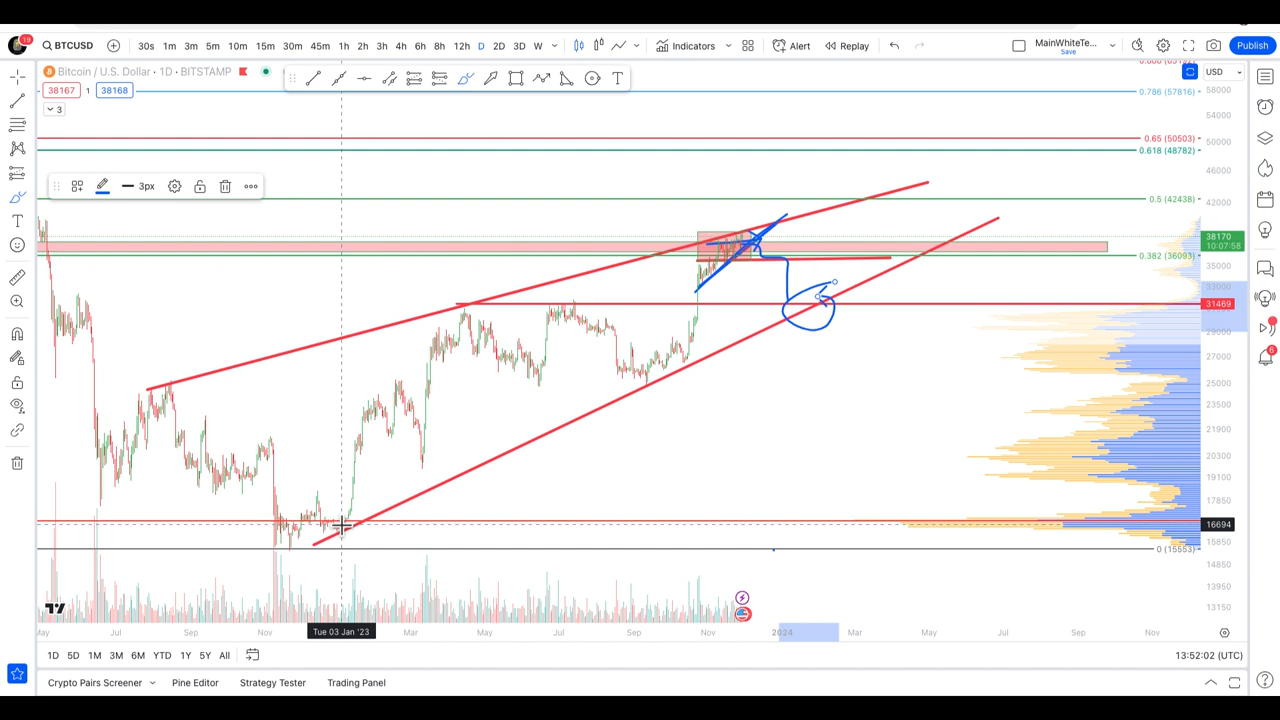 19
BTCUSD
30s 1m 3m 5m 10m 15m 30m 45m 1h 2h 3h 4h 6h 8h 12h D 2D 3D W
Indicators
Alert
Replay
MainWhiteTe...
Save
Publish
Bitcoin / U.S. Dollar · 1D · BITSTAMP
USD
38167 1 38168
3
3px
0.786 (57816)
0.65 (50503)
0.618 (48782)
0.5 (42438)
0.382 (36093)
0 (15553)
58000
54000
50000
46000
42000
38170
10:07:58
35000
33000
31469
29000
27000
25000
23500
21900
20300
19100
17850
16694
15850
14850
13950
13150
6
May Jul Sep Nov Tue 03 Jan '23 Mar May Jul Sep Nov 2024 Mar May Jul Sep Nov
1D 5D 1M 3M 6M YTD 1Y 5Y All
13:52:02 (UTC)
Crypto Pairs Screener Pine Editor Strategy Tester Trading Panel